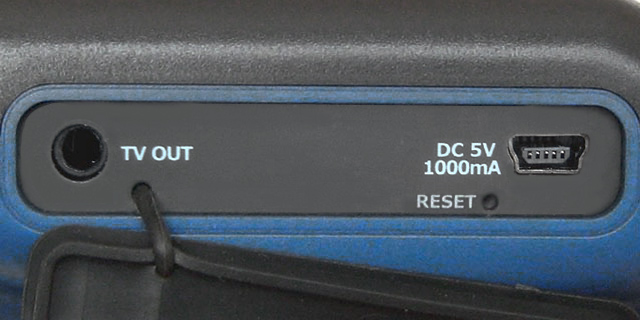 TV OUT
DC 5V
1000mA
RESET